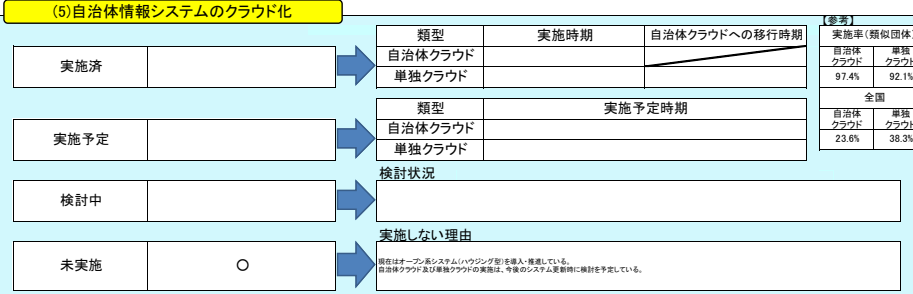 (5)自治体情報システムのクラウド化
【参考】
実施済
類型 実施時期 自治体クラウドへの移行時期
自治体クラウド
単独クラウド
実施率(類似団体)
自治体クラウド 単独クラウド
97.4% 92.1%
全国
自治体クラウド 単独クラウド
23.6% 38.3%
実施予定
類型 実施予定時期
自治体クラウド
単独クラウド
検討中
検討状況
未実施 ○
実施しない理由
現在はオープン系システム(ハウジング型)を導入・推進している。
自治体クラウド及び単独クラウドの実施は、今後のシステム更新時に検討を予定している。